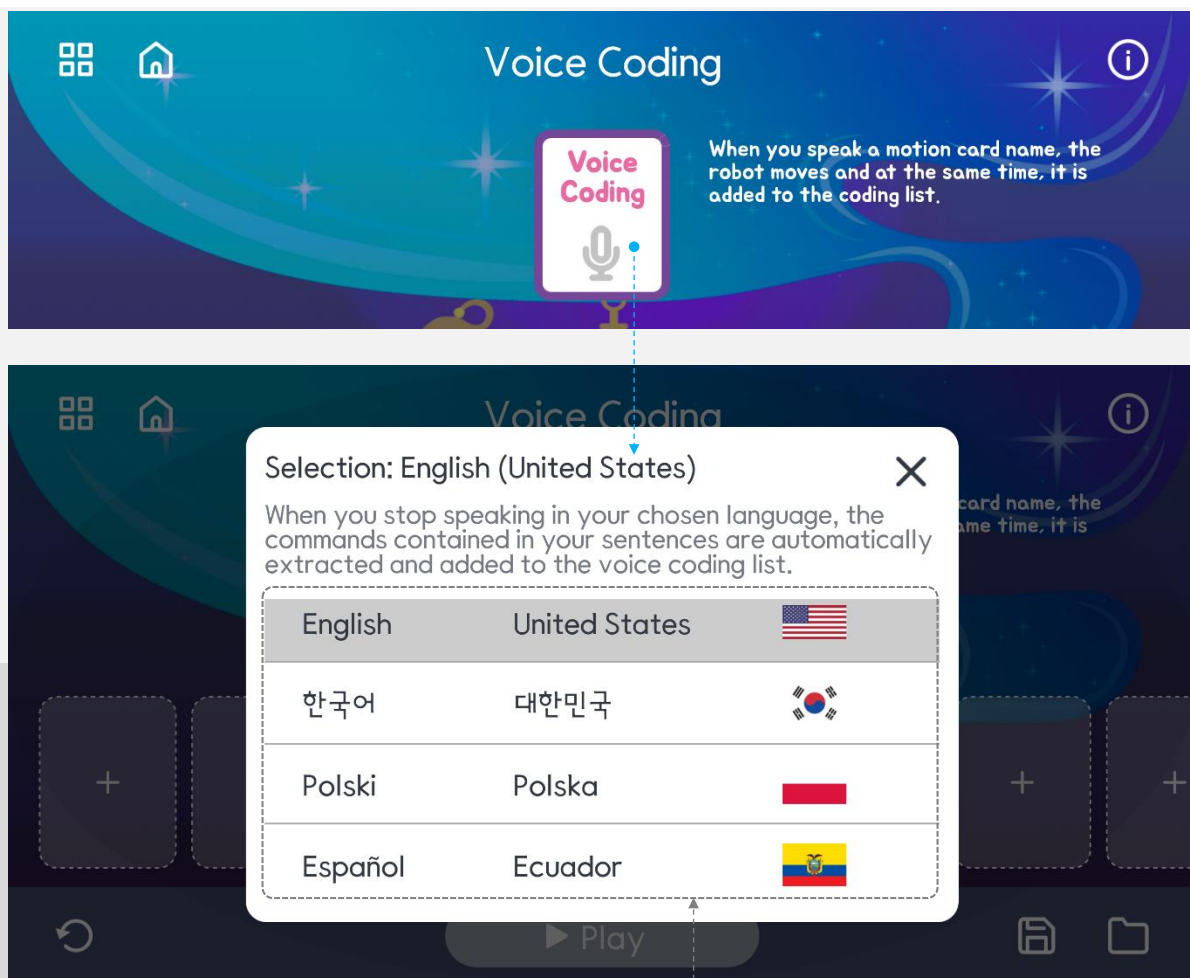 Voice Coding
Voice
Coding
When you speak a motion card name, the
robot moves and at the same time, it is
added to the coding list.
Voice Coding
Selection: English (United States)
When you stop speaking in your chosen language, the
commands contained in your sentences are automatically
extracted and added to the voice coding list.
card name, the
me time, it is
English United States
한국어 대한민국
Polski Polska
Español Ecuador
Play